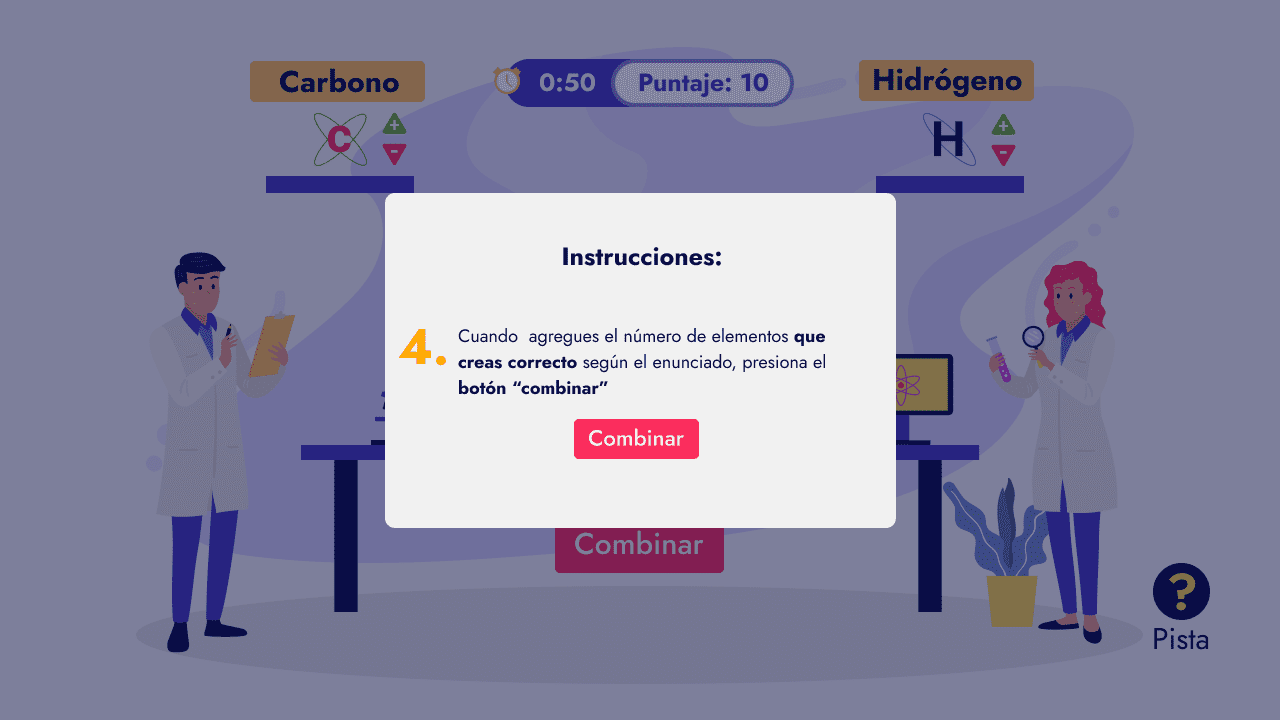 Carbono
0:50
Puntaje: 10
Hidrógeno
C
+
-
H
+
-
Instrucciones:
4.
Cuando  agregues el número de elementos que
creas correcto según el enunciado, presiona el
botón “combinar”
Combinar
Combinar
?
Pista